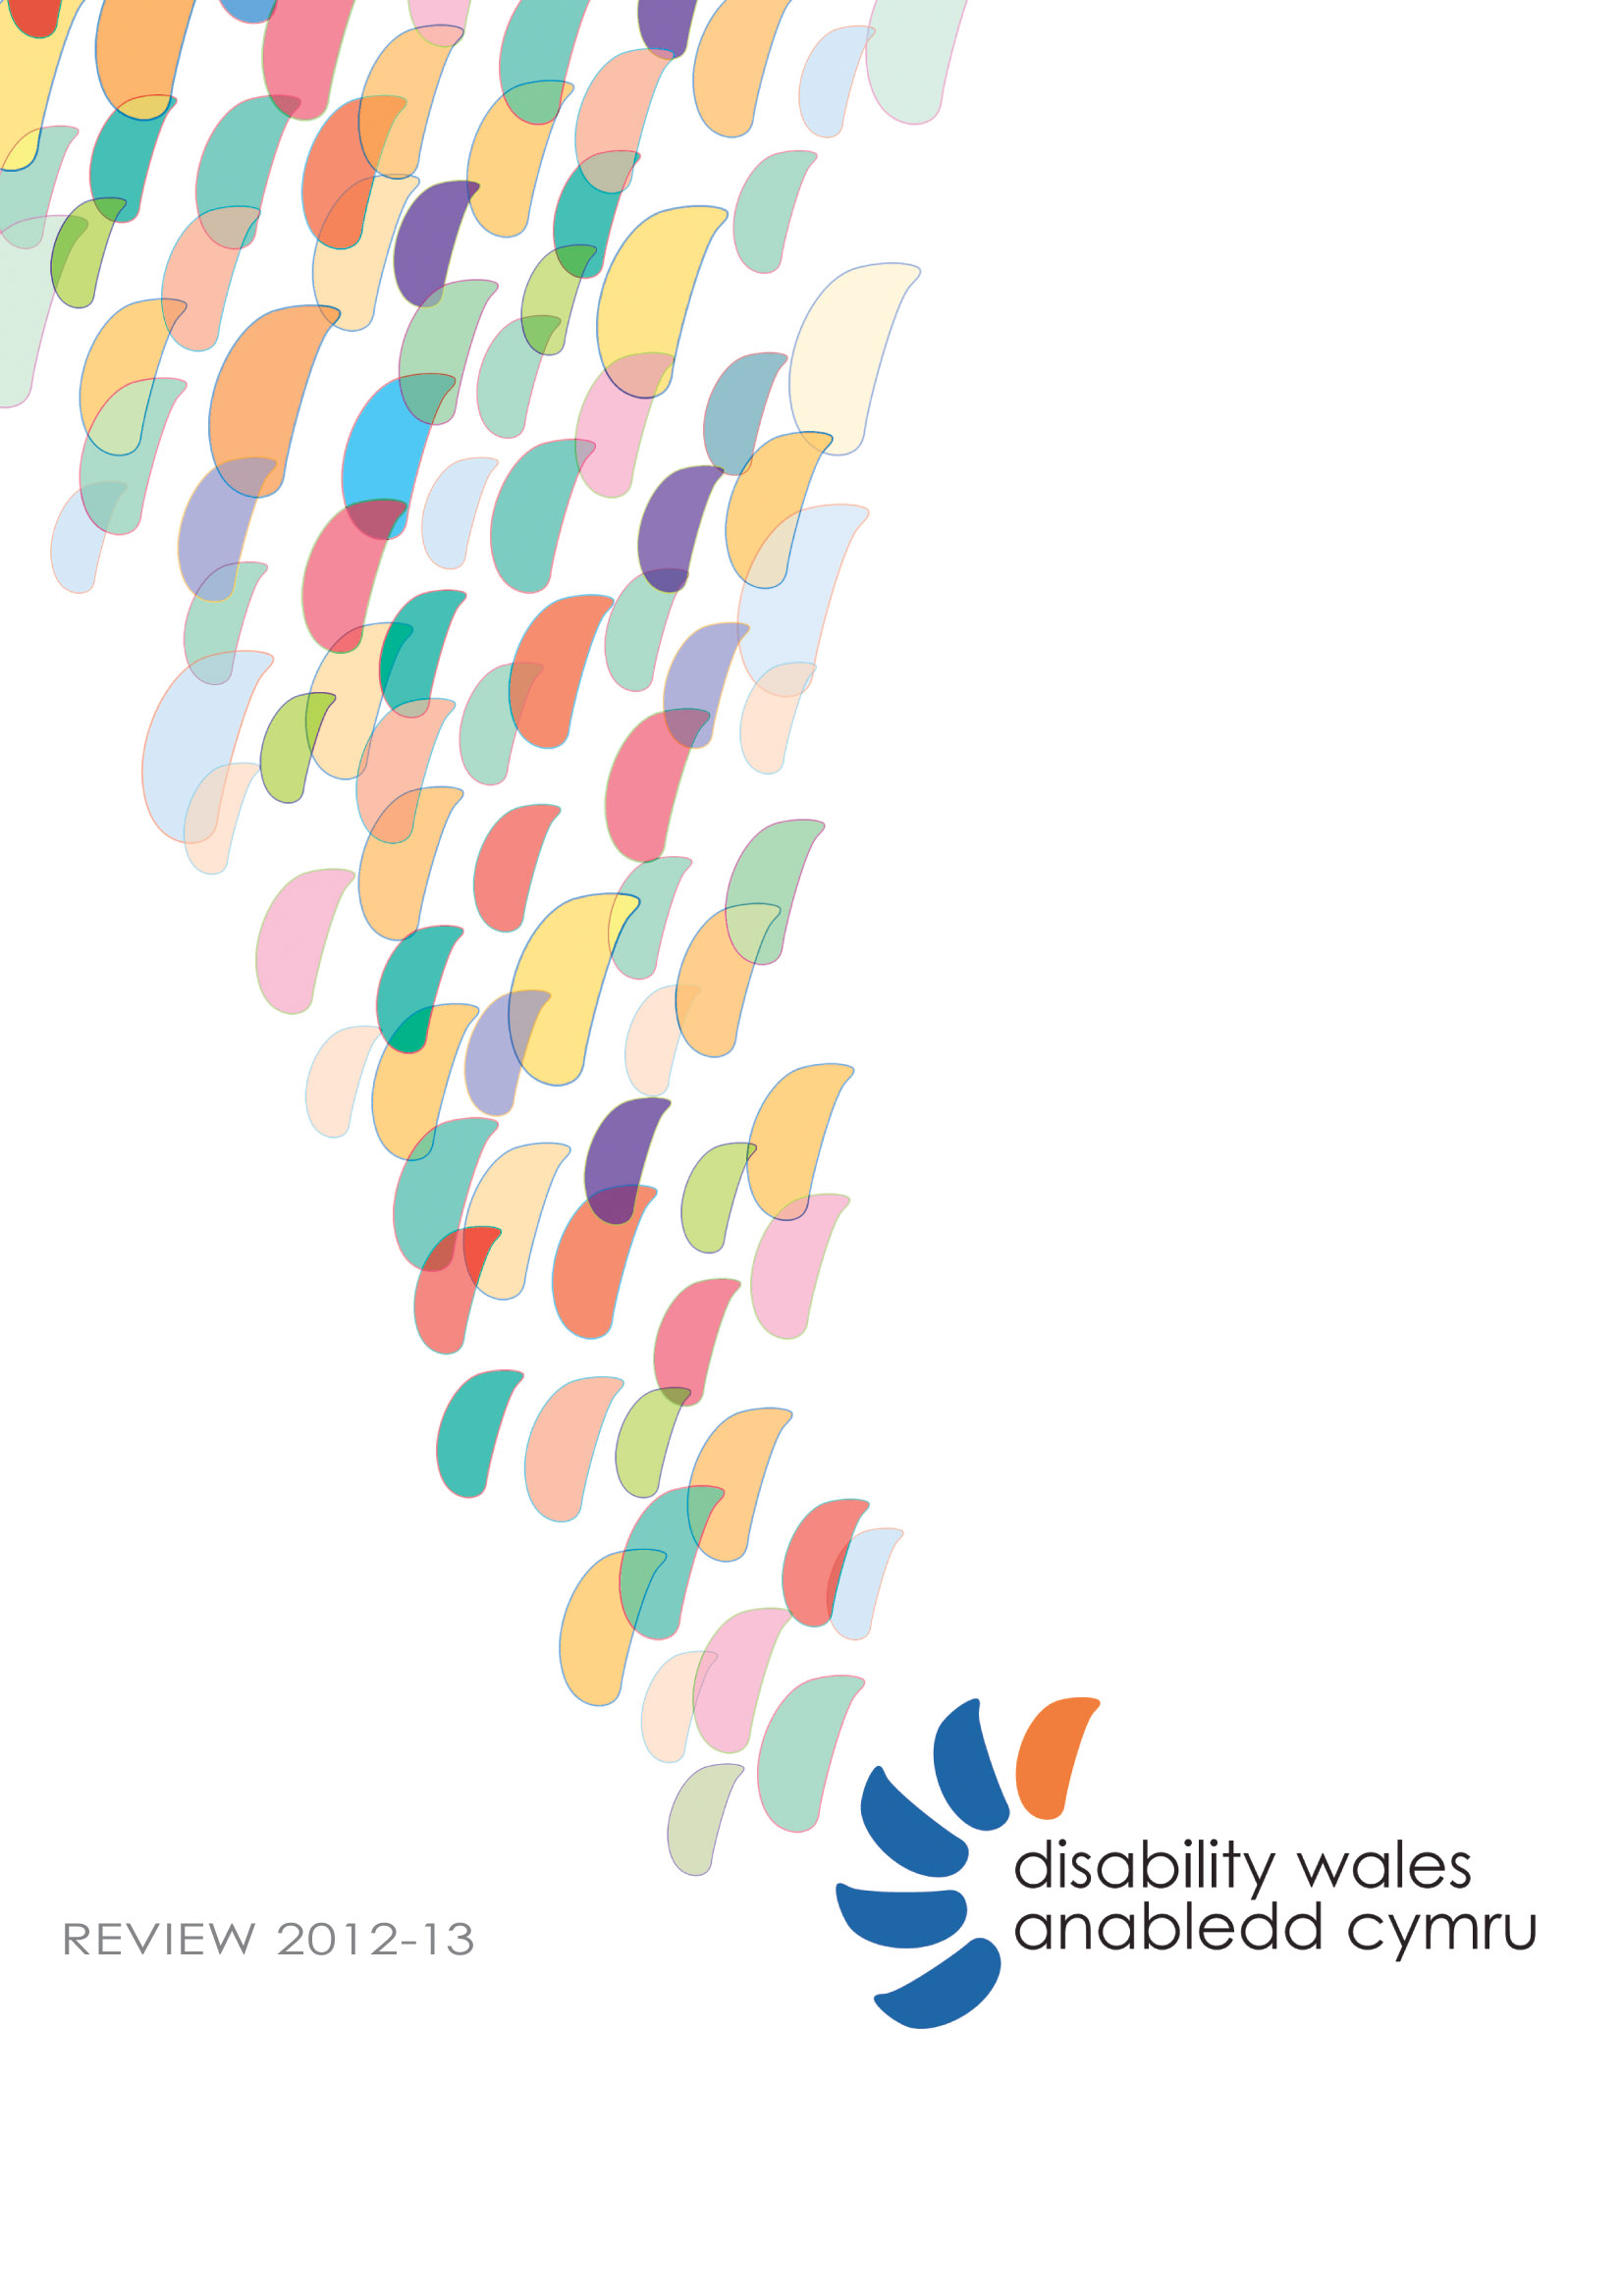 disability wales
anabledd cymru
REVIEW 2012-13